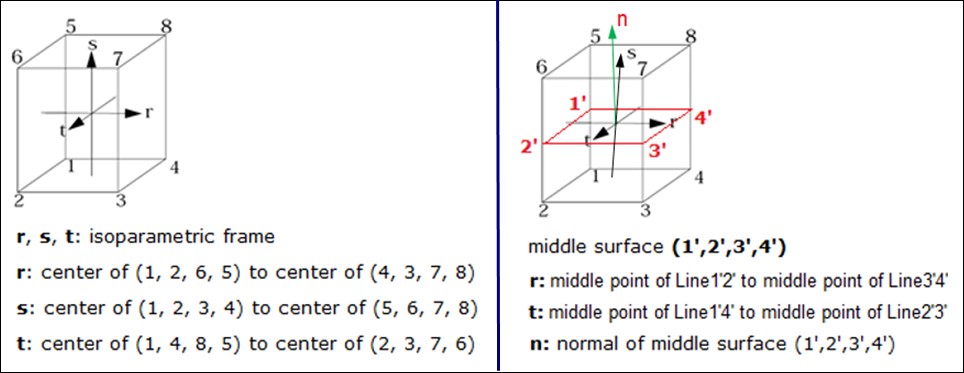 5
8
6
s
7
r
t
1
4
2
3
r, s, t: isoparametric frame
r: center of (1, 2, 6, 5) to center of (4, 3, 7, 8)
s: center of (1, 2, 3, 4) to center of (5, 6, 7, 8)
t: center of (1, 4, 8, 5) to center of (2, 3, 7, 6)
n
5
8
s
6
7
1'
r
4'
t
2'
3'
1
4
2
3
middle surface (1',2',3',4')
r: middle point of Line1'2' to middle point of Line3'4'
t: middle point of Line1'4' to middle point of Line2'3'
n: normal of middle surface (1',2',3',4')